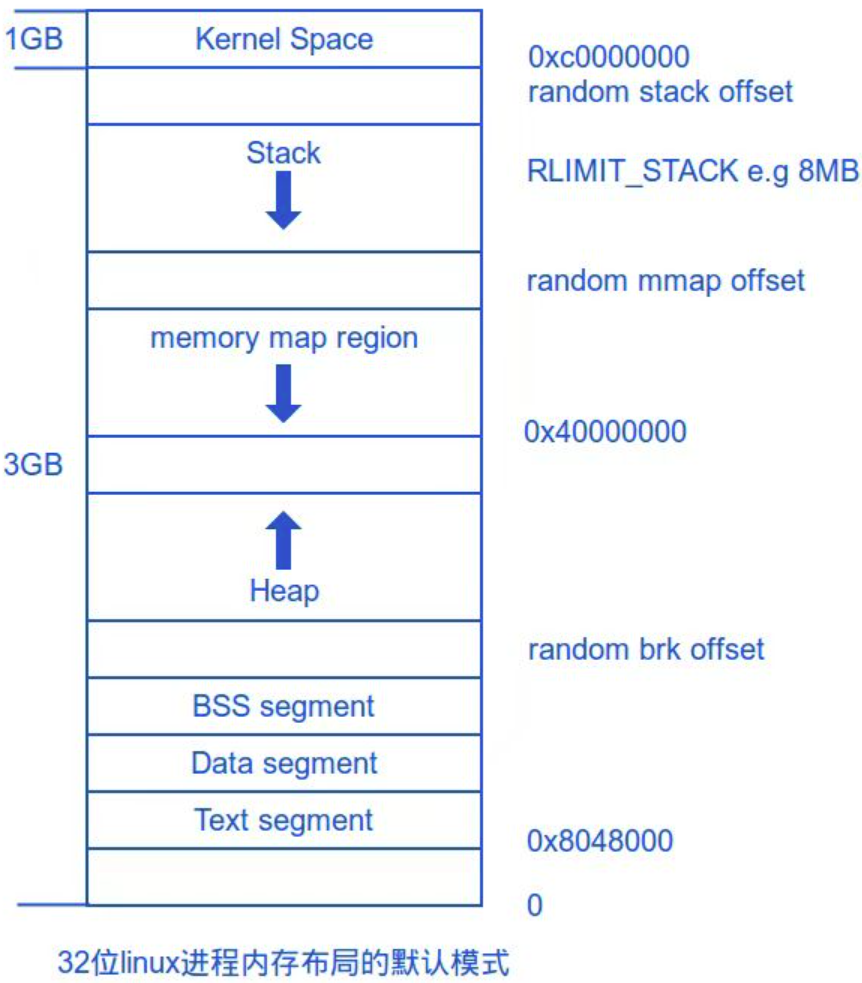 1GB
Kernel Space
0xc0000000
random stack offset
Stack
RLIMIT_STACK e.g 8MB
random mmap offset
memory map region
0x40000000
3GB
Heap
random brk offset
BSS segment
Data segment
Text segment
0x8048000
0
32位linux进程内存布局的默认模式